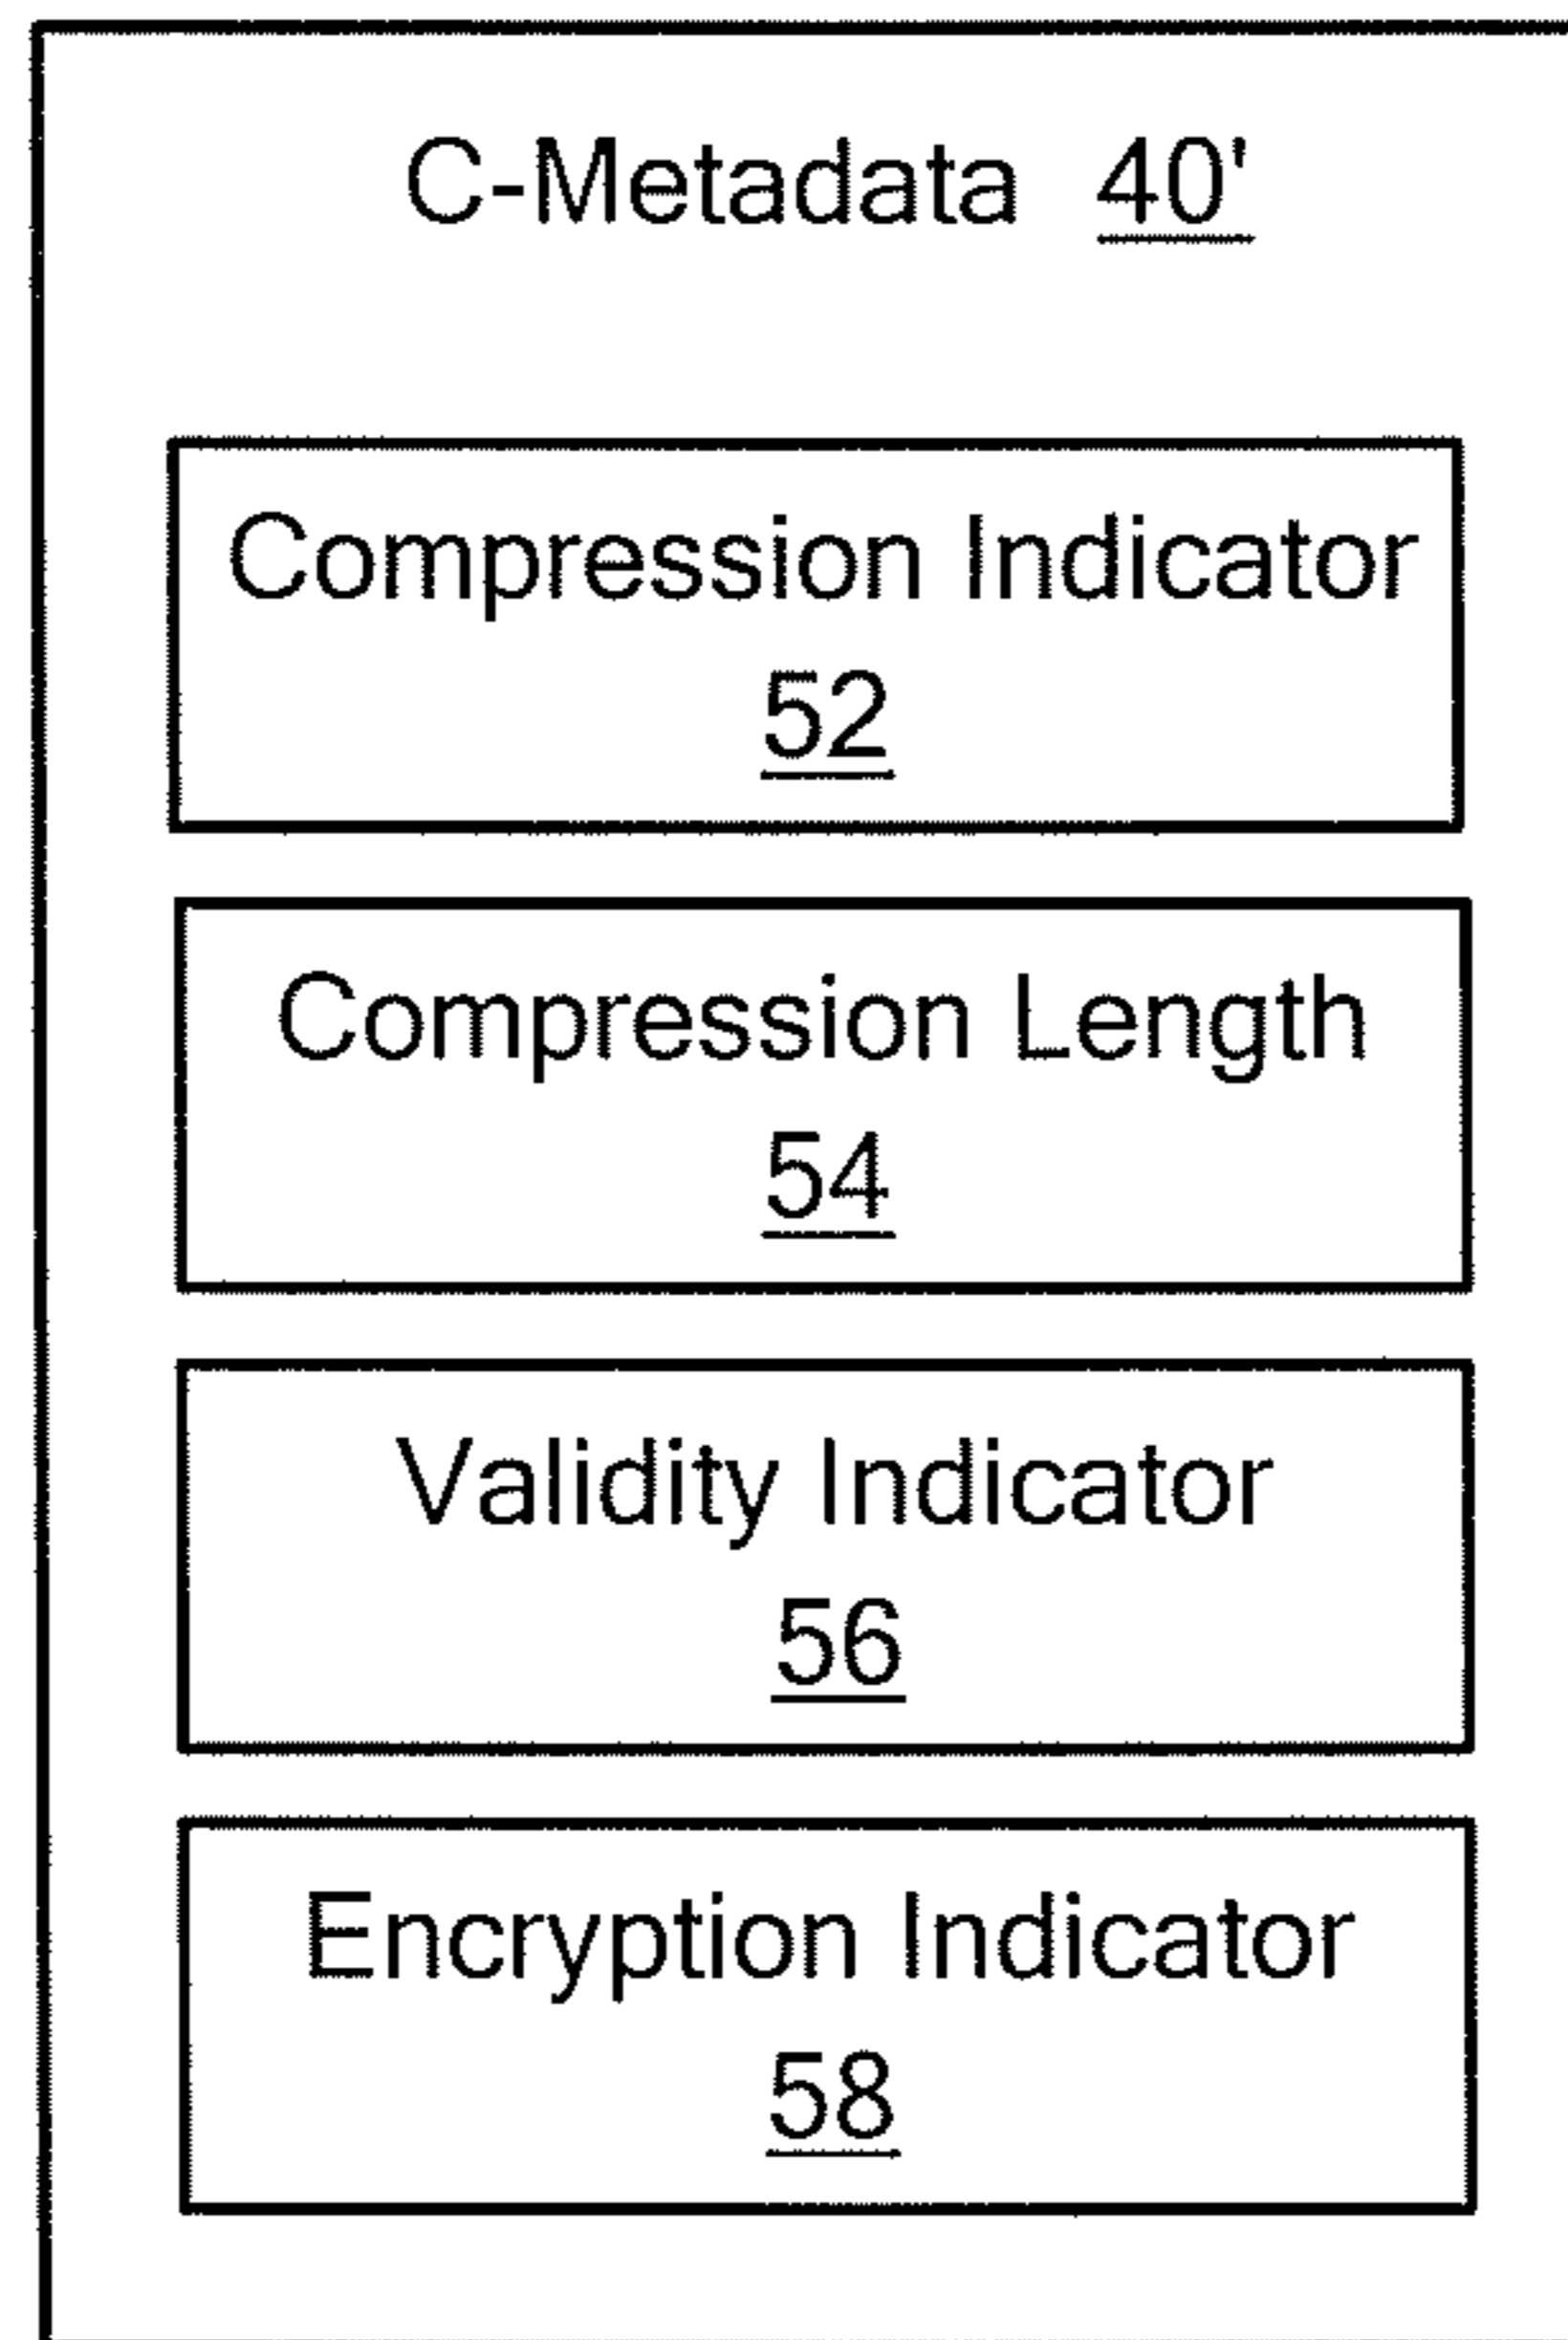 C-Metadata 40'
Compression Indicator
52
Compression Length
54
Validity Indicator
56
Encryption Indicator
58